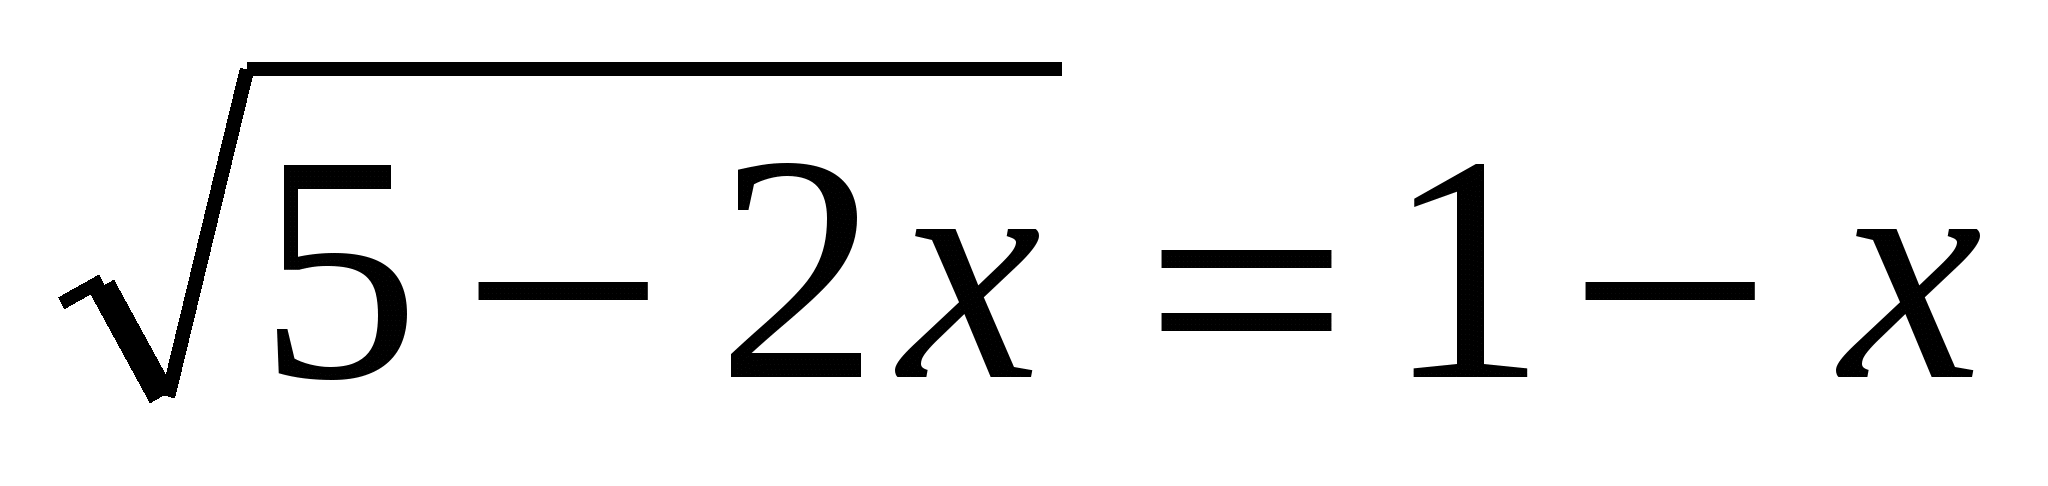 √(5 − 2x) = 1 − x